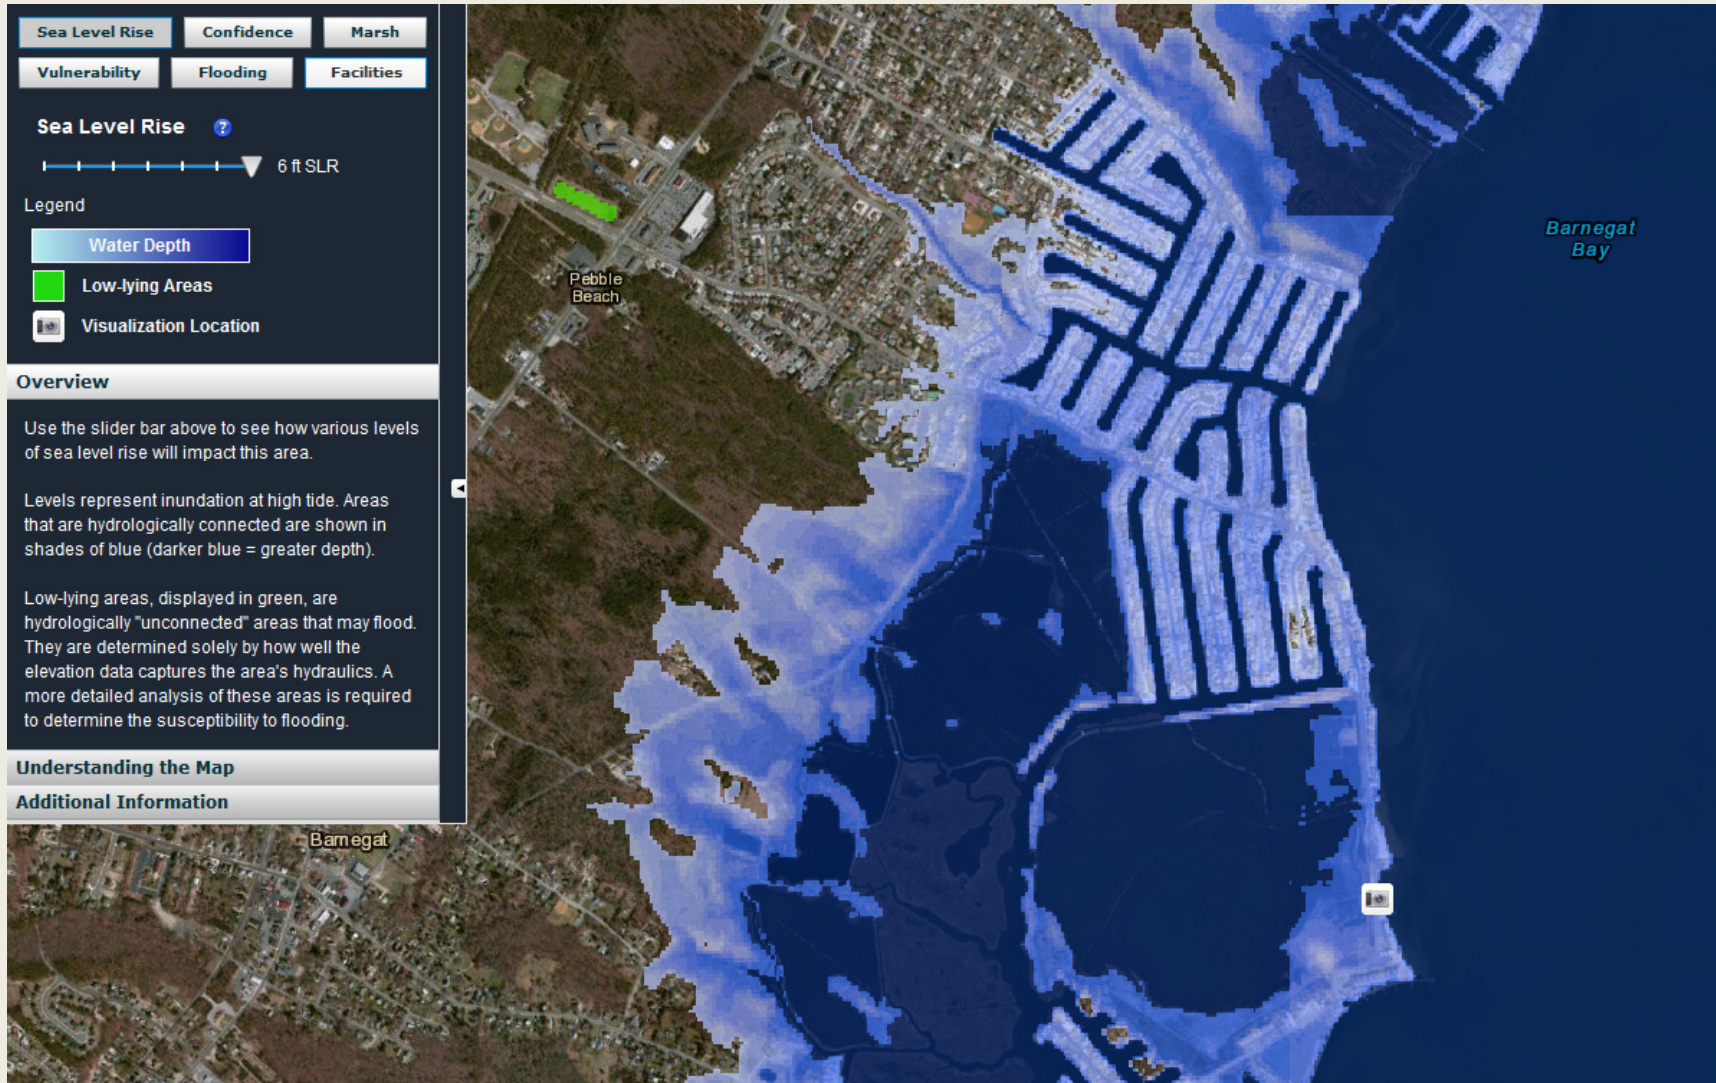 Sea Level Rise
Confidence
Marsh
Vulnerability
Flooding
Facilities
Sea Level Rise ?
6 ft SLR
Legend
Water Depth
Low-lying Areas
Visualization Location
Overview
Use the slider bar above to see how various levels
of sea level rise will impact this area.
Levels represent inundation at high tide. Areas
that are hydrologically connected are shown in
shades of blue (darker blue = greater depth).
Low-lying areas, displayed in green, are
hydrologically "unconnected" areas that may flood.
They are determined solely by how well the
elevation data captures the area's hydraulics. A
more detailed analysis of these areas is required
to determine the susceptibility to flooding.
Understanding the Map
Additional Information
Pebble
Beach
Barnegat
Bay
Barnegat